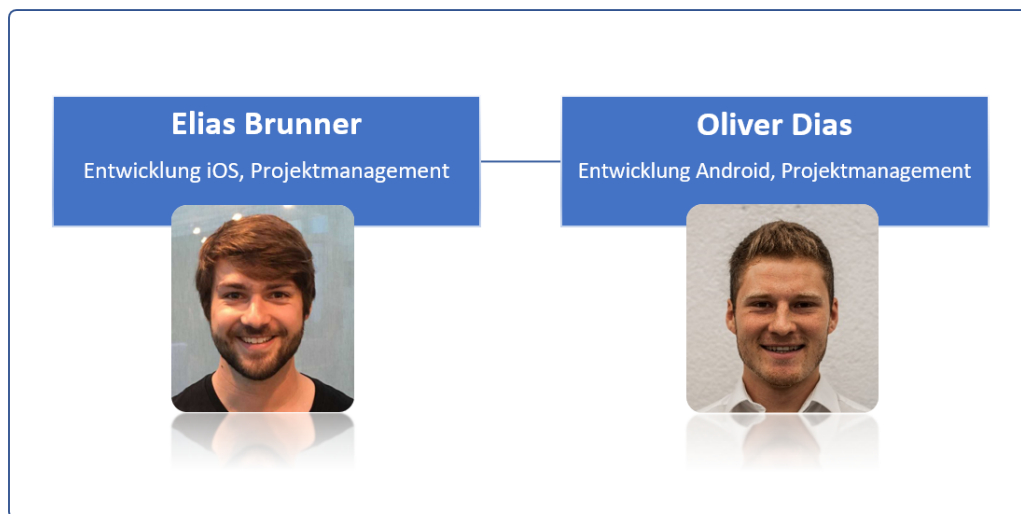 Elias Brunner
Entwicklung iOS, Projektmanagement
Oliver Dias
Entwicklung Android, Projektmanagement